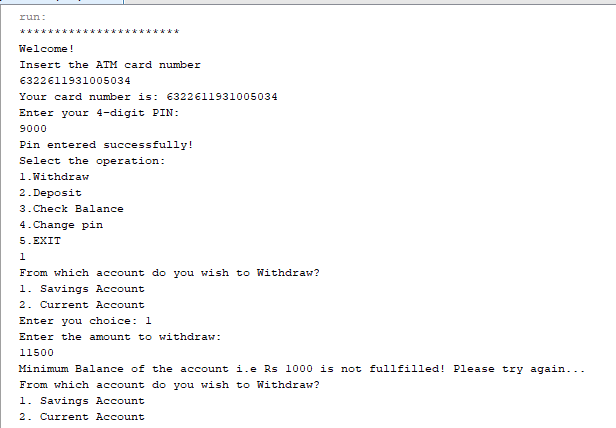 run:
***********************
Welcome!
Insert the ATM card number
6322611931005034
Your card number is: 6322611931005034
Enter your 4-digit PIN:
9000
Pin entered successfully!
Select the operation:
1.Withdraw
2.Deposit
3.Check Balance
4.Change pin
5.EXIT
1
From which account do you wish to Withdraw?
1. Savings Account
2. Current Account
Enter you choice: 1
Enter the amount to withdraw:
11500
Minimum Balance of the account i.e Rs 1000 is not fullfilled! Please try again...
From which account do you wish to Withdraw?
1. Savings Account
2. Current Account